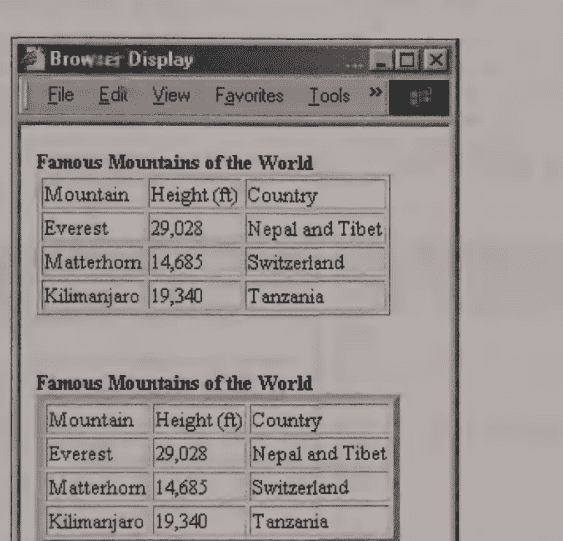 Browser Display
File Edit View Favorites Tools »
Famous Mountains of the World
Mountain Height (ft) Country
Everest 29,028 Nepal and Tibet
Matterhorn 14,685 Switzerland
Kilimanjaro 19,340 Tanzania
Famous Mountains of the World
Mountain Height (ft) Country
Everest 29,028 Nepal and Tibet
Matterhorn 14,685 Switzerland
Kilimanjaro 19,340 Tanzania